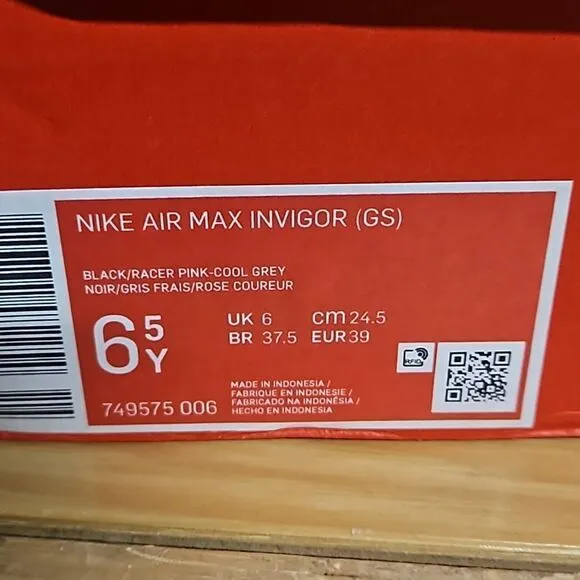 NIKE AIR MAX INVIGOR (GS)
BLACK/RACER PINK-COOL GREY
NOIR/GRIS FRAIS/ROSE COUREUR
6 5 Y
UK 6 cm 24.5
BR 37.5 EUR 39
RFID
749575 006
MADE IN INDONESIA /
FABRIQUE EN INDONESIE /
FABRICADO NA INDONÉSIA /
HECHO EN INDONESIA